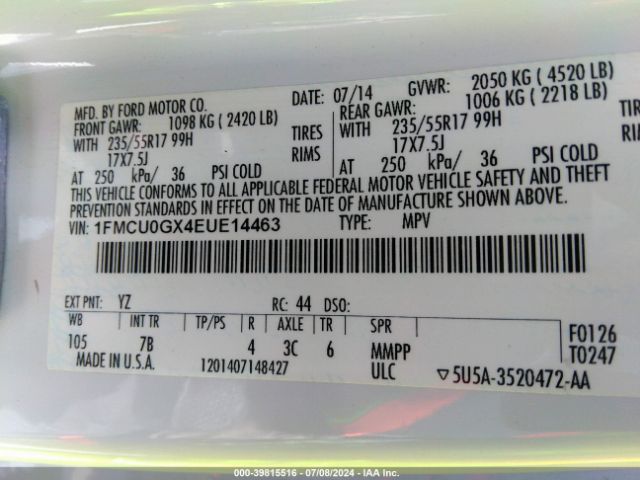 MFD. BY FORD MOTOR CO.
DATE: 07/14 GVWR: 2050 KG ( 4520 LB)
FRONT GAWR: 1098 KG ( 2420 LB)
REAR GAWR: 1006 KG ( 2218 LB)
WITH 235/55R17 99H TIRES WITH 235/55R17 99H
17X7.5J RIMS 17X7.5J
AT 250 kPa/ 36 PSI COLD AT 250 kPa/ 36 PSI COLD
THIS VEHICLE CONFORMS TO ALL APPLICABLE FEDERAL MOTOR VEHICLE SAFETY AND THEFT
PREVENTION STANDARDS IN EFFECT ON THE DATE OF MANUFACTURE SHOWN ABOVE.
VIN: 1FMCU0GX4EUE14463 TYPE: MPV
EXT PNT: YZ RC: 44 DSO:
WB INT TR TP/PS R AXLE TR SPR F0126
105 7B 4 3C 6 MMPP T0247
MADE IN U.S.A. 1201407148427 ULC ▽5U5A-3520472-AA
000-39815516 - 07/08/2024 - IAA Inc.